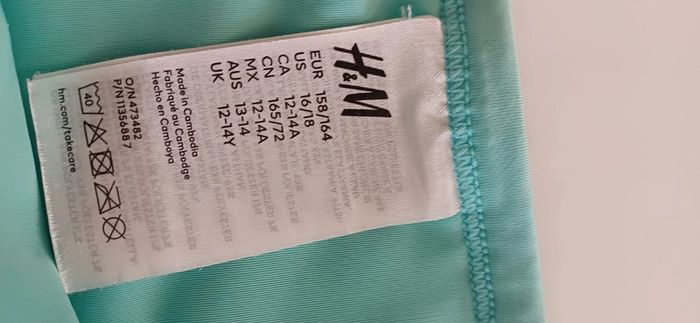 H&M
EUR 158/164
US 16/18
CA 12-14A
CN 165/72
MX 12-14A
AUS 13-14
UK 12-14Y
Made in Cambodia
Fabriqué au Cambodge
Hecho en Camboya
O/N 473482
P/N 11356887
40
hm.com/takecare